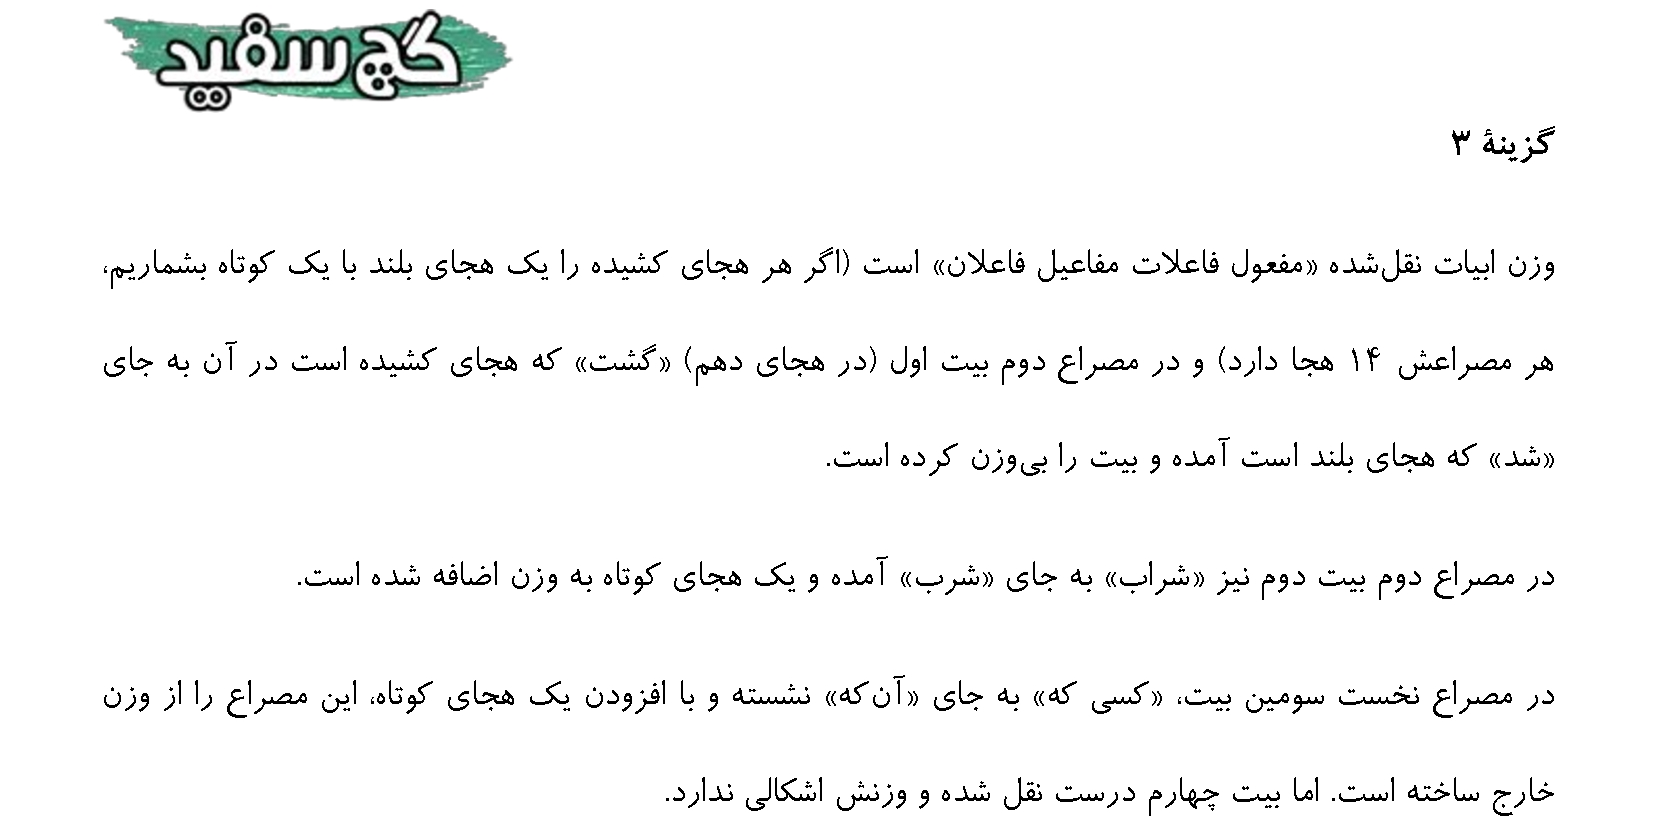 گچ سفید
گزینهٔ ۳
وزن ابیات نقل‌شده «مفعول فاعلات مفاعیل فاعلان» است (اگر هر هجای کشیده را یک هجای بلند با یک کوتاه بشماریم،
هر مصراعش ۱۴ هجا دارد) و در مصراع دوم بیت اول (در هجای دهم) «گشت» که هجای کشیده است در آن به جای
«شد» که هجای بلند است آمده و بیت را بی‌وزن کرده است.
در مصراع دوم بیت دوم نیز «شراب» به جای «شرب» آمده و یک هجای کوتاه به وزن اضافه شده است.
در مصراع نخست سومین بیت، «کسی که» به جای «آن‌که» نشسته و با افزودن یک هجای کوتاه، این مصراع را از وزن
خارج ساخته است. اما بیت چهارم درست نقل شده و وزنش اشکالی ندارد.